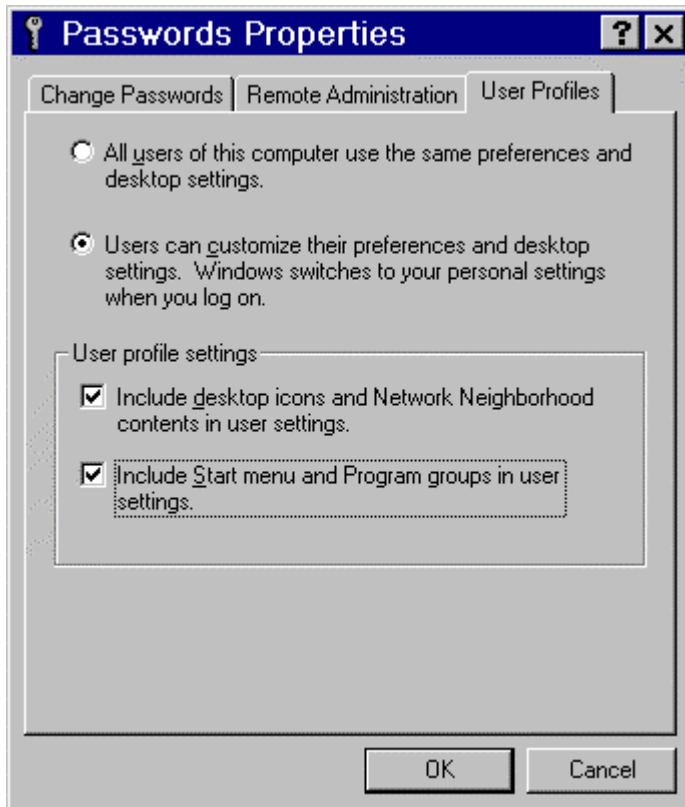 Passwords Properties
Change Passwords
Remote Administration
User Profiles
All users of this computer use the same preferences and
desktop settings.
Users can customize their preferences and desktop
settings.  Windows switches to your personal settings
when you log on.
User profile settings
Include desktop icons and Network Neighborhood
contents in user settings.
Include Start menu and Program groups in user
settings.
OK
Cancel